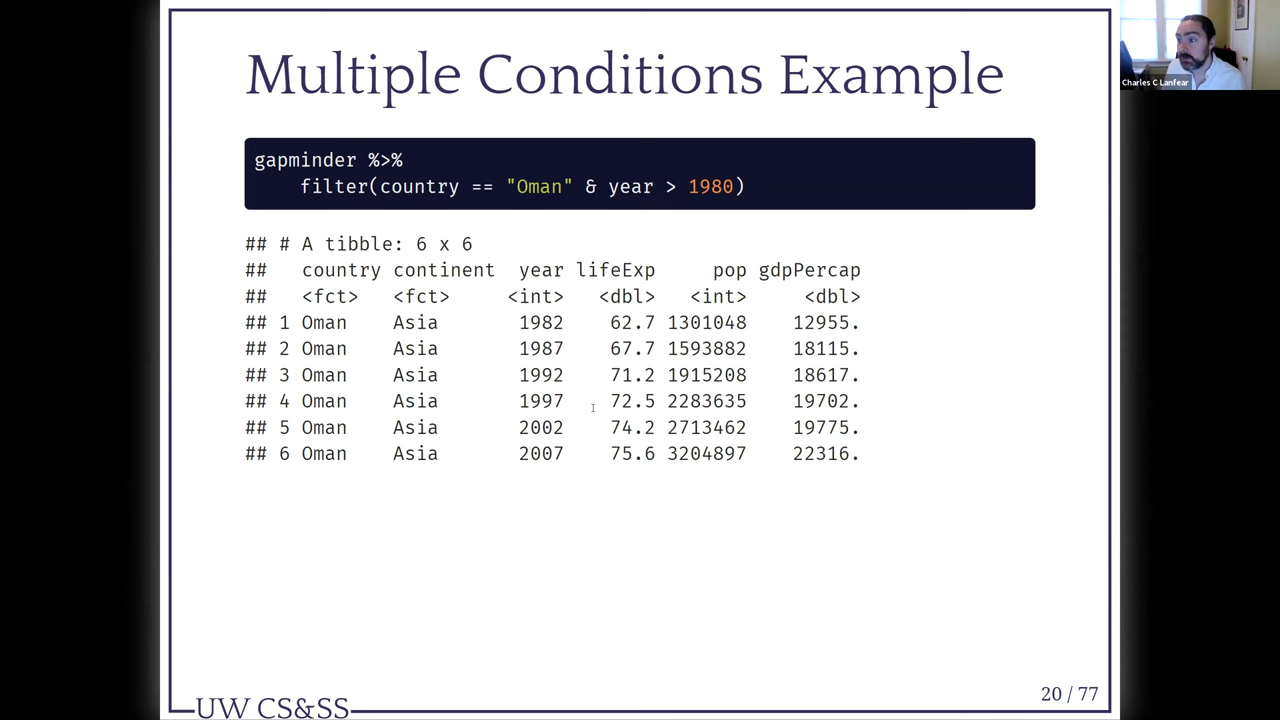 Multiple Conditions Example
Charles C Lanfear
gapminder %>%
filter(country == "Oman" & year > 1980)
## # A tibble: 6 x 6
## country continent year lifeExp pop gdpPercap
## <fct> <fct> <int> <dbl> <int> <dbl>
## 1 Oman Asia 1982 62.7 1301048 12955.
## 2 Oman Asia 1987 67.7 1593882 18115.
## 3 Oman Asia 1992 71.2 1915208 18617.
## 4 Oman Asia 1997 72.5 2283635 19702.
## 5 Oman Asia 2002 74.2 2713462 19775.
## 6 Oman Asia 2007 75.6 3204897 22316.
20 / 77
UW CS&SS